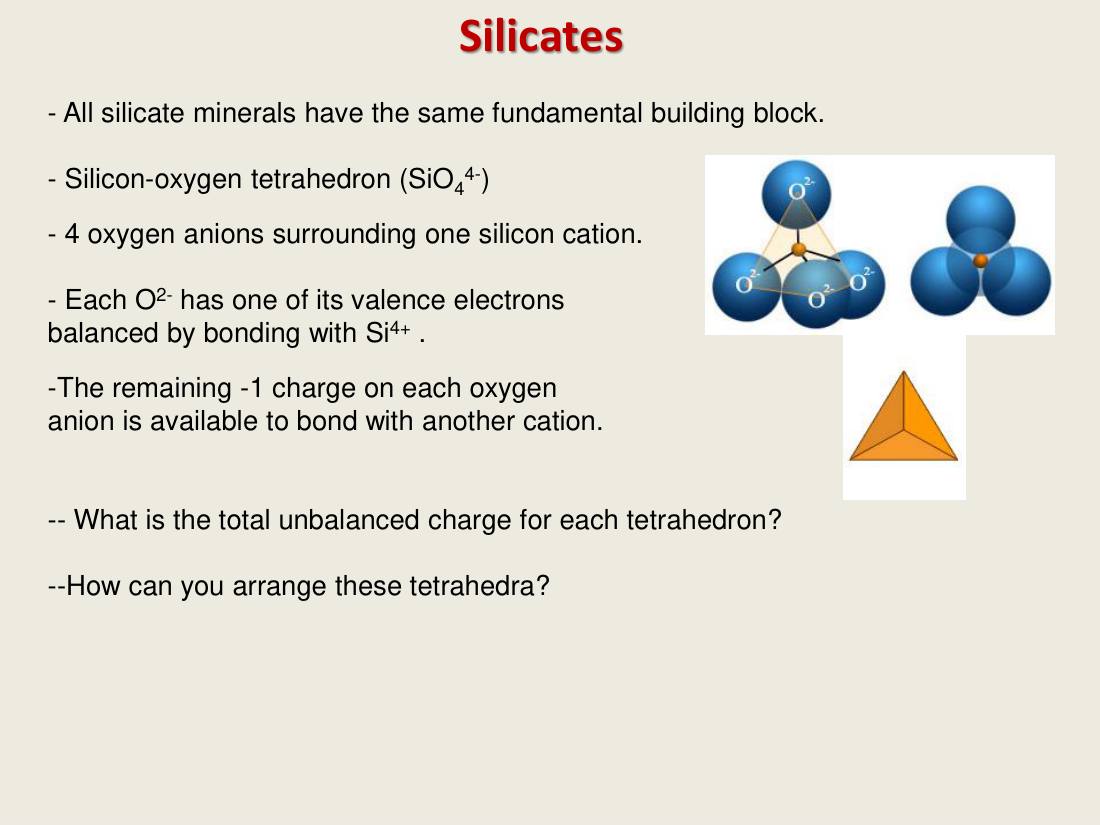 Silicates
- All silicate minerals have the same fundamental building block.
- Silicon-oxygen tetrahedron (SiO₄⁴⁻)
- 4 oxygen anions surrounding one silicon cation.
- Each O²⁻ has one of its valence electrons
balanced by bonding with Si⁴⁺ .
-The remaining -1 charge on each oxygen
anion is available to bond with another cation.
O²⁻
O²⁻
O²⁻
O²⁻
-- What is the total unbalanced charge for each tetrahedron?
--How can you arrange these tetrahedra?